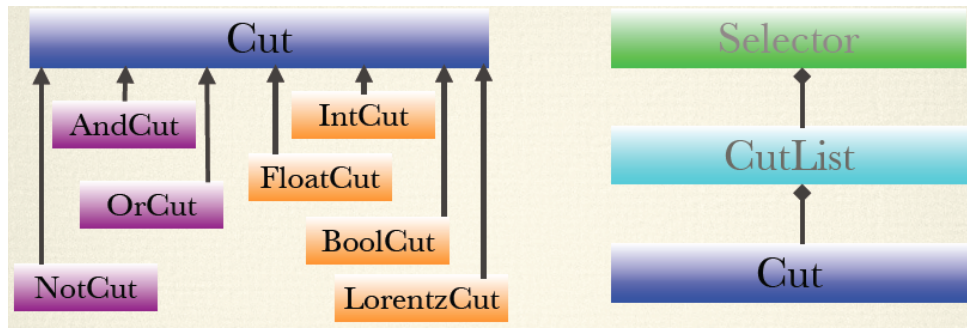 Cut
AndCut
IntCut
OrCut
FloatCut
BoolCut
NotCut
LorentzCut
Selector
CutList
Cut